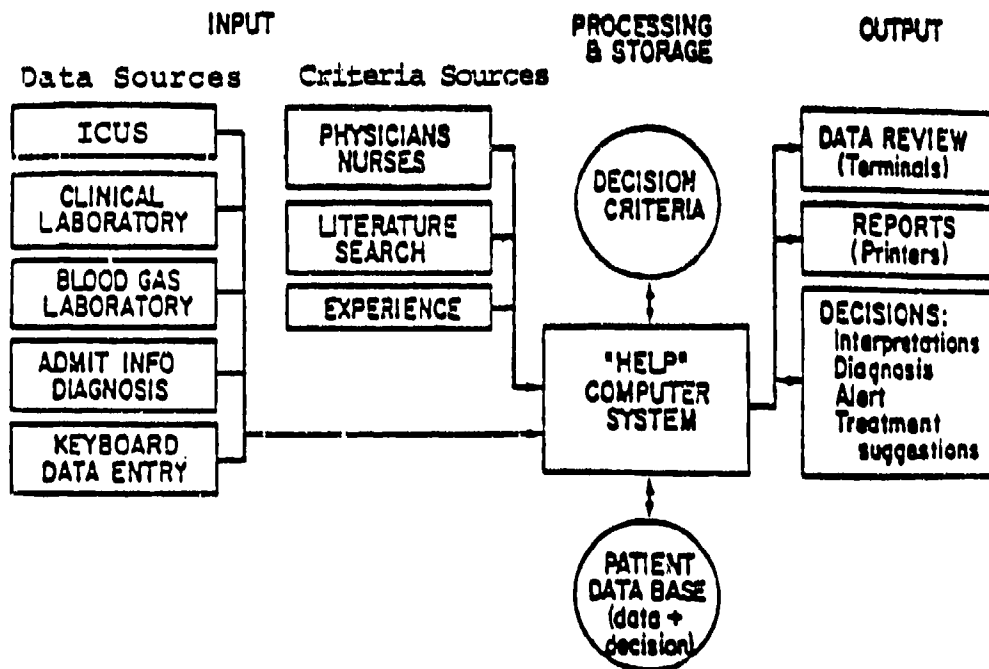 INPUT
PROCESSING
& STORAGE
OUTPUT
Data Sources
Criteria Sources
ICUS
CLINICAL
LABORATORY
BLOOD GAS
LABORATORY
ADMIT INFO
DIAGNOSIS
KEYBOARD
DATA ENTRY
PHYSICIANS
NURSES
LITERATURE
SEARCH
EXPERIENCE
DECISION
CRITERIA
"HELP"
COMPUTER
SYSTEM
PATIENT
DATA BASE
(data +
decision)
DATA REVIEW
(Terminals)
REPORTS
(Printers)
DECISIONS:
Interpretations
Diagnosis
Alert
Treatment
suggestions